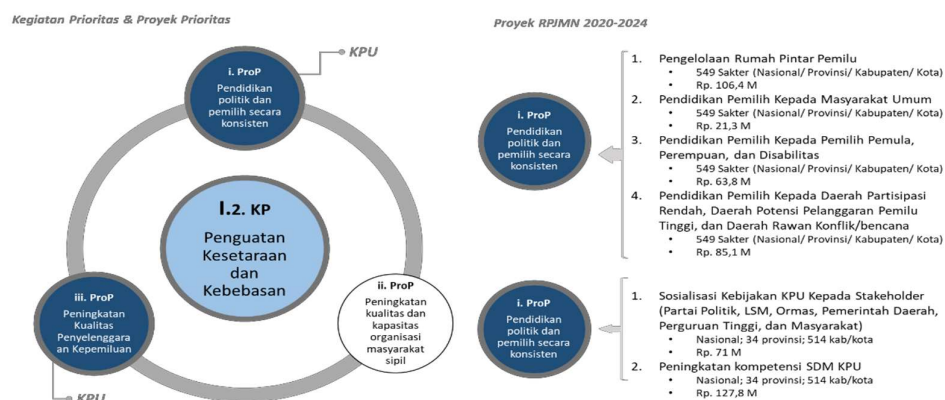 Kegiatan Prioritas & Proyek Prioritas
KPU
i. ProP
Pendidikan
politik dan
pemilih secara
konsisten
I.2. KP
Penguatan
Kesetaraan
dan
Kebebasan
iii. ProP
Peningkatan
Kualitas
Penyelenggara
an Kepemiluan
KPU
ii. ProP
Peningkatan
kualitas dan
kapasitas
organisasi
masyarakat
sipil
Proyek RPJMN 2020-2024
i. ProP
Pendidikan
politik dan
pemilih secara
konsisten
1. Pengelolaan Rumah Pintar Pemilu
• 549 Sakter (Nasional/ Provinsi/ Kabupaten/ Kota)
• Rp. 106,4 M
2. Pendidikan Pemilih Kepada Masyarakat Umum
• 549 Sakter (Nasional/ Provinsi/ Kabupaten/ Kota)
• Rp. 21,3 M
3. Pendidikan Pemilih Kepada Pemilih Pemula,
Perempuan, dan Disabilitas
• 549 Sakter (Nasional/ Provinsi/ Kabupaten/ Kota)
• Rp. 63,8 M
4. Pendidikan Pemilih Kepada Daerah Partisipasi
Rendah, Daerah Potensi Pelanggaran Pemilu
Tinggi, dan Daerah Rawan Konflik/bencana
• 549 Sakter (Nasional/ Provinsi/ Kabupaten/ Kota)
• Rp. 85,1 M
i. ProP
Pendidikan
politik dan
pemilih secara
konsisten
1. Sosialisasi Kebijakan KPU Kepada Stakeholder
(Partai Politik, LSM, Ormas, Pemerintah Daerah,
Perguruan Tinggi, dan Masyarakat)
• Nasional; 34 provinsi; 514 kab/kota
• Rp. 71 M
2. Peningkatan kompetensi SDM KPU
• Nasional; 34 provinsi; 514 kab/kota
• Rp. 127,8 M